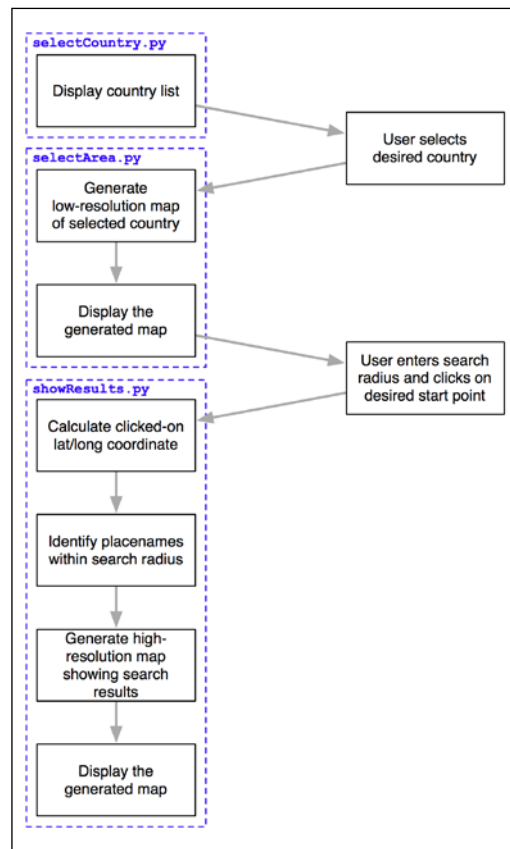 selectCountry.py
Display country list
User selects
desired country
selectArea.py
Generate
low-resolution map
of selected country
Display the
generated map
User enters search
radius and clicks on
desired start point
showResults.py
Calculate clicked-on
lat/long coordinate
Identify placenames
within search radius
Generate high-
resolution map
showing search
results
Display the
generated map